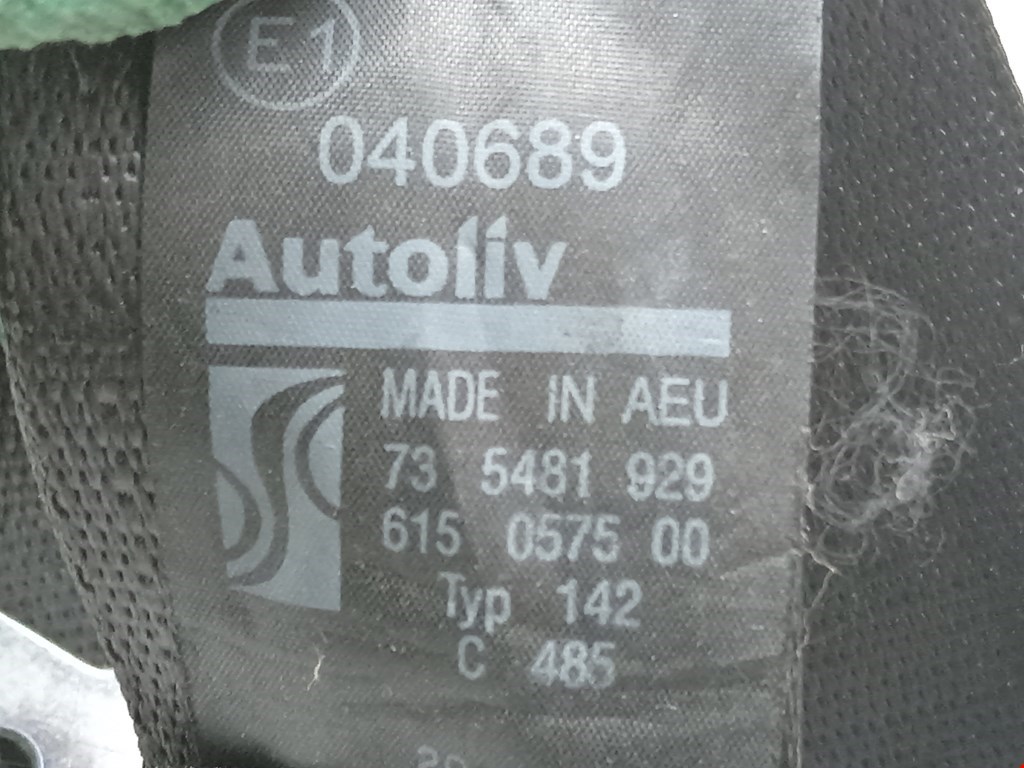 E1
040689
Autoliv
MADE IN AEU
73 5481 929
615 0575 00
Typ 142
C 485